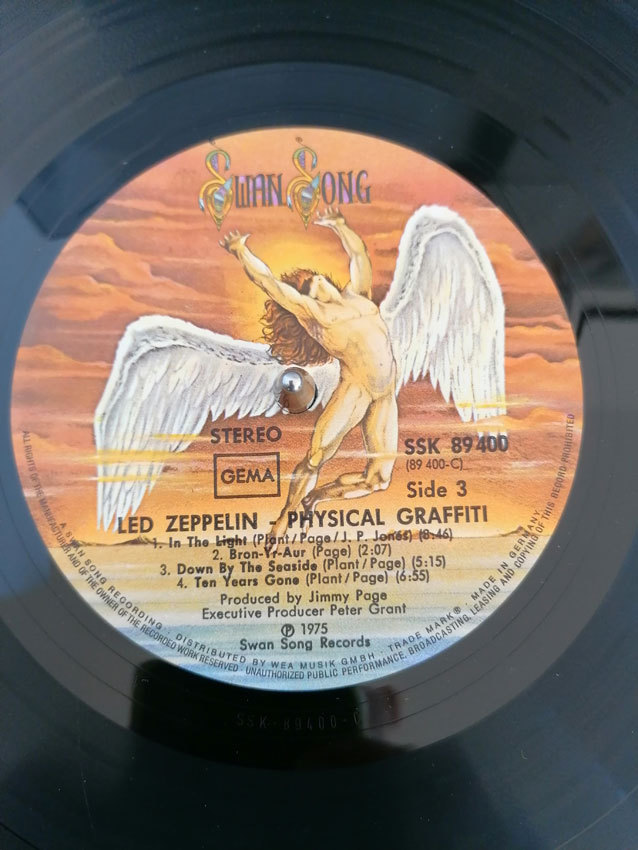 Swan Song
STEREO
GEMA
SSK 89 400
(89 400-C)
Side 3
LED ZEPPELIN - PHYSICAL GRAFFITI
1. In The Light (Plant/Page/J. P. Jones) (8:46)
2. Bron-Yr-Aur (Page) (2:07)
3. Down By The Seaside (Plant/Page) (5:15)
4. Ten Years Gone (Plant/Page) (6:55)
Produced by Jimmy Page
Executive Producer Peter Grant
℗ 1975
Swan Song Records
A SWAN SONG RECORDING · DISTRIBUTED BY WEA MUSIK GMBH · TRADE MARK® · MADE IN GERMANY
ALL RIGHTS OF THE MANUFACTURER AND OF THE OWNER OF THE RECORDED WORK RESERVED · UNAUTHORIZED PUBLIC PERFORMANCE, BROADCASTING, LEASING AND COPYING OF THIS RECORD PROHIBITED
SSK-89400-C